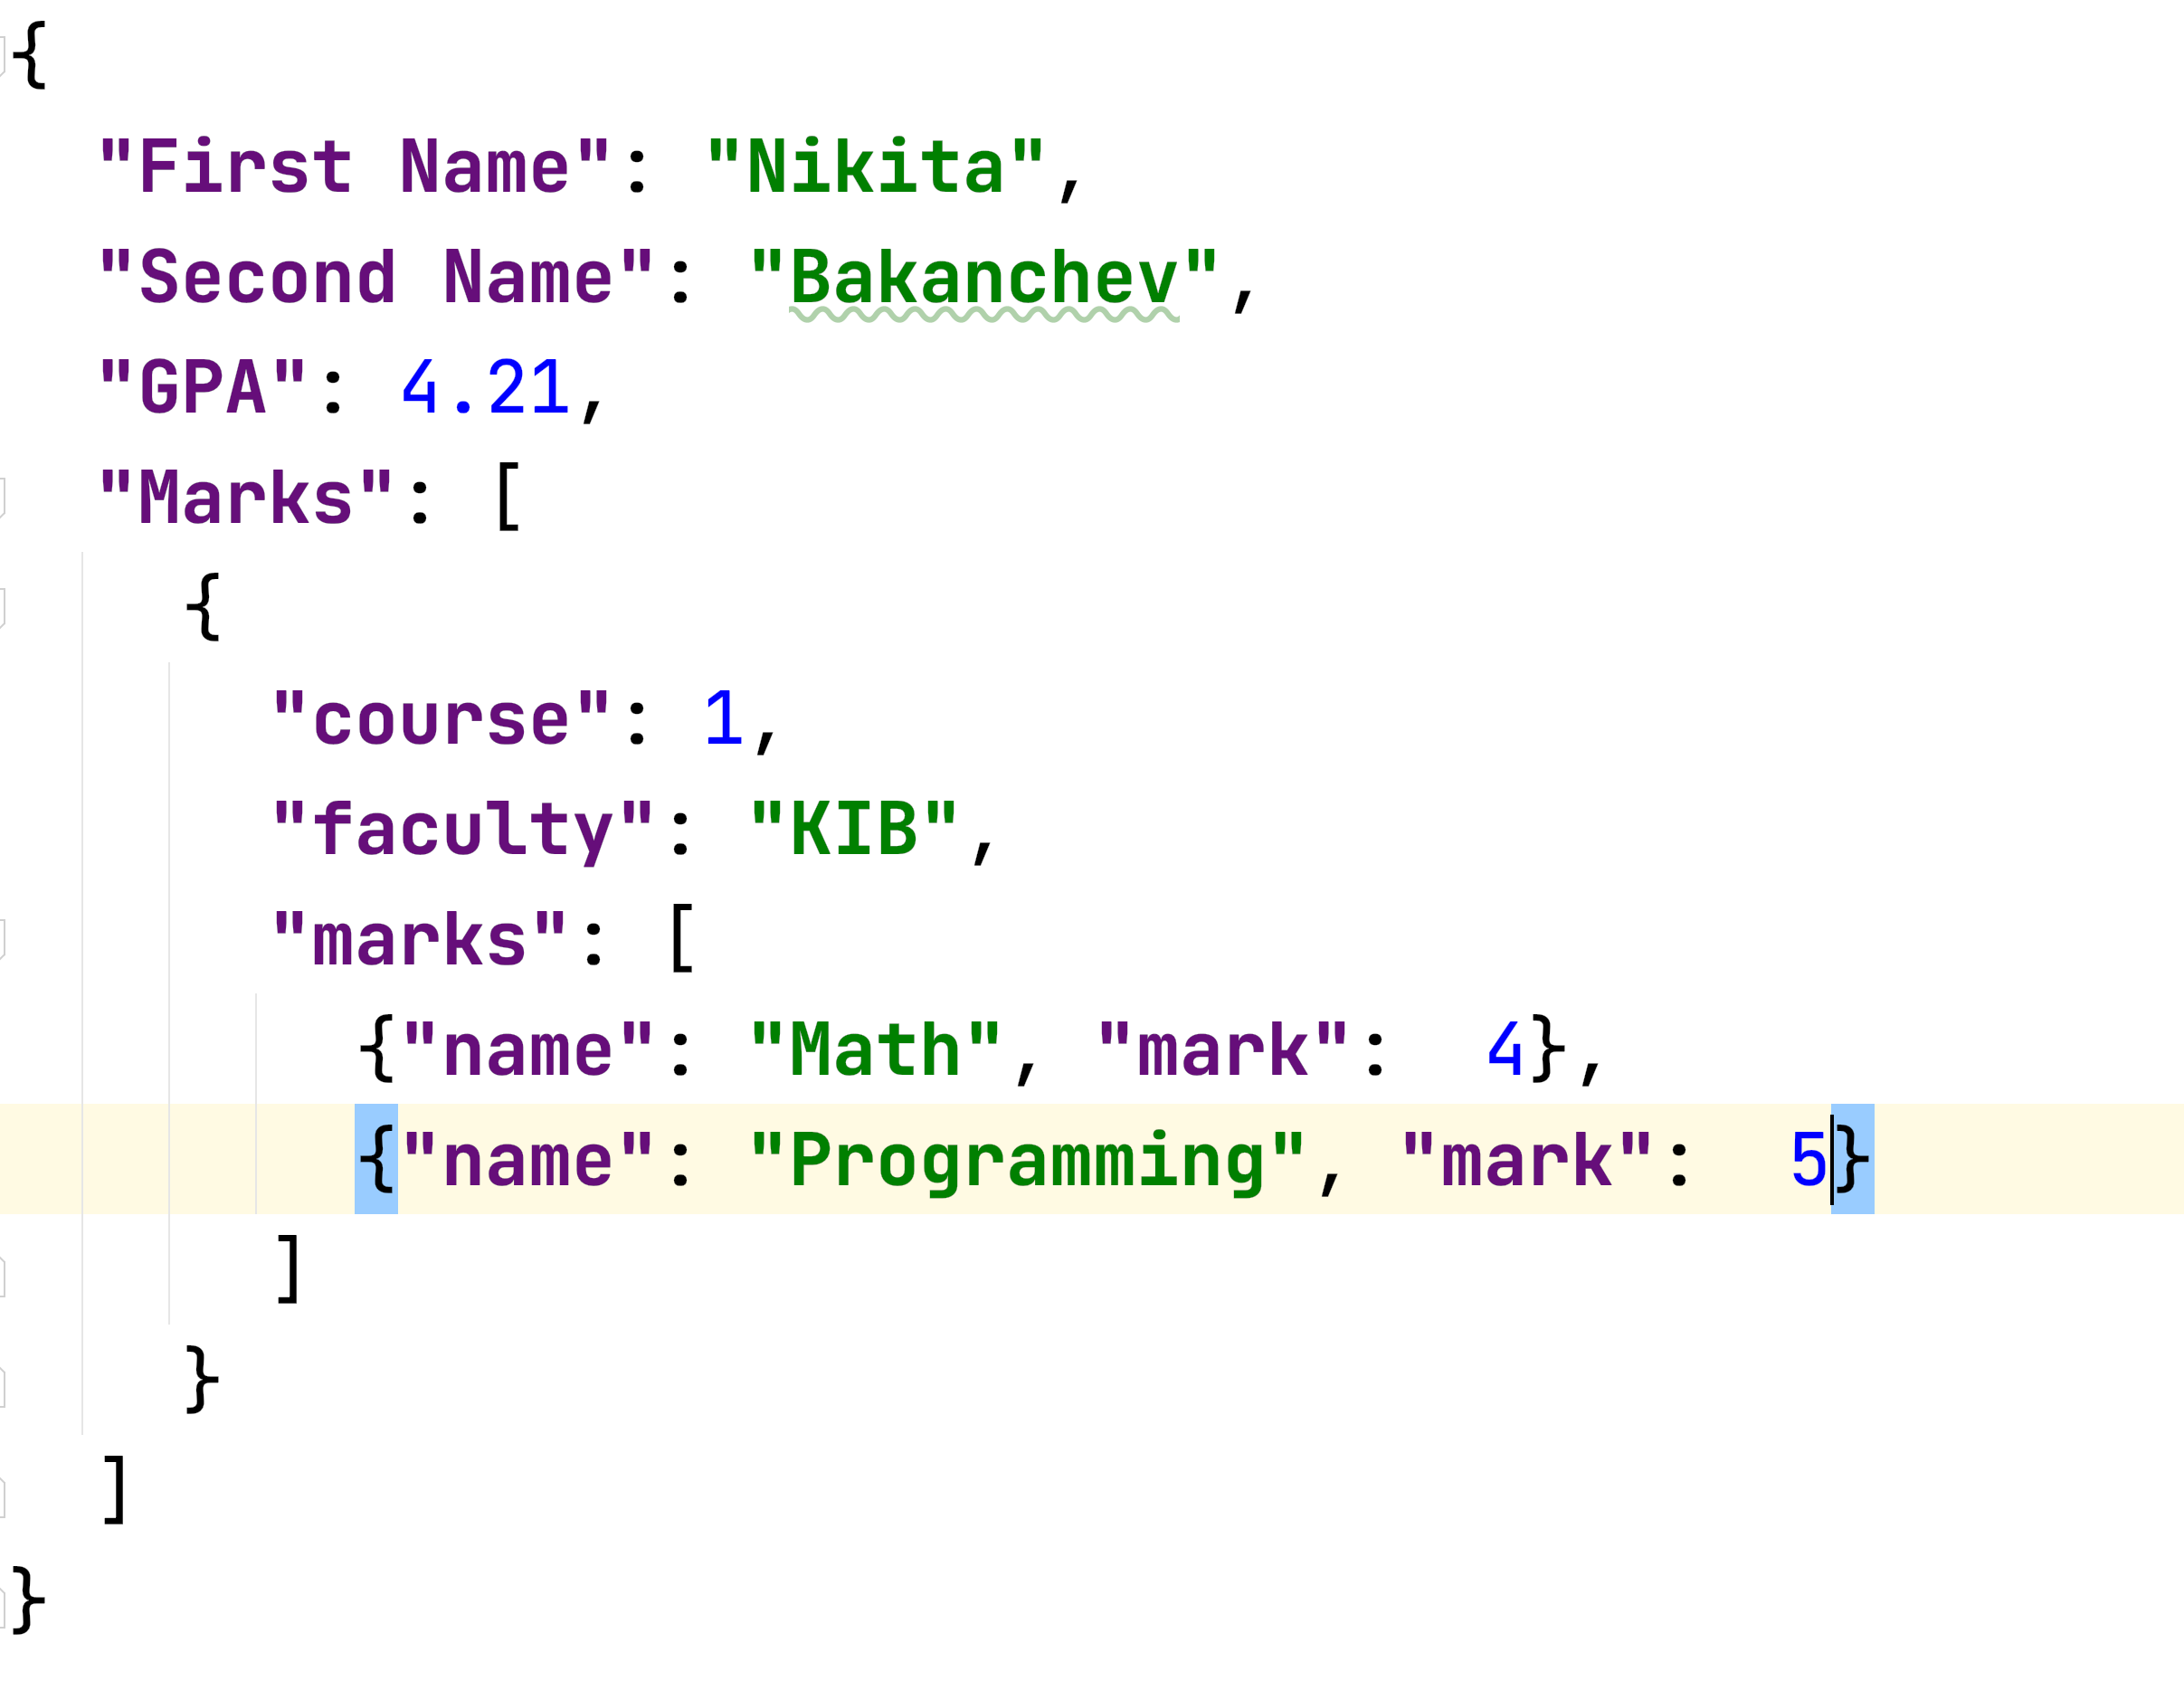 {
  "First Name": "Nikita",
  "Second Name": "Bakanchev",
  "GPA": 4.21,
  "Marks": [
    {
      "course": 1,
      "faculty": "KIB",
      "marks": [
        {"name": "Math", "mark":  4},
        {"name": "Programming", "mark":  5}
      ]
    }
  ]
}